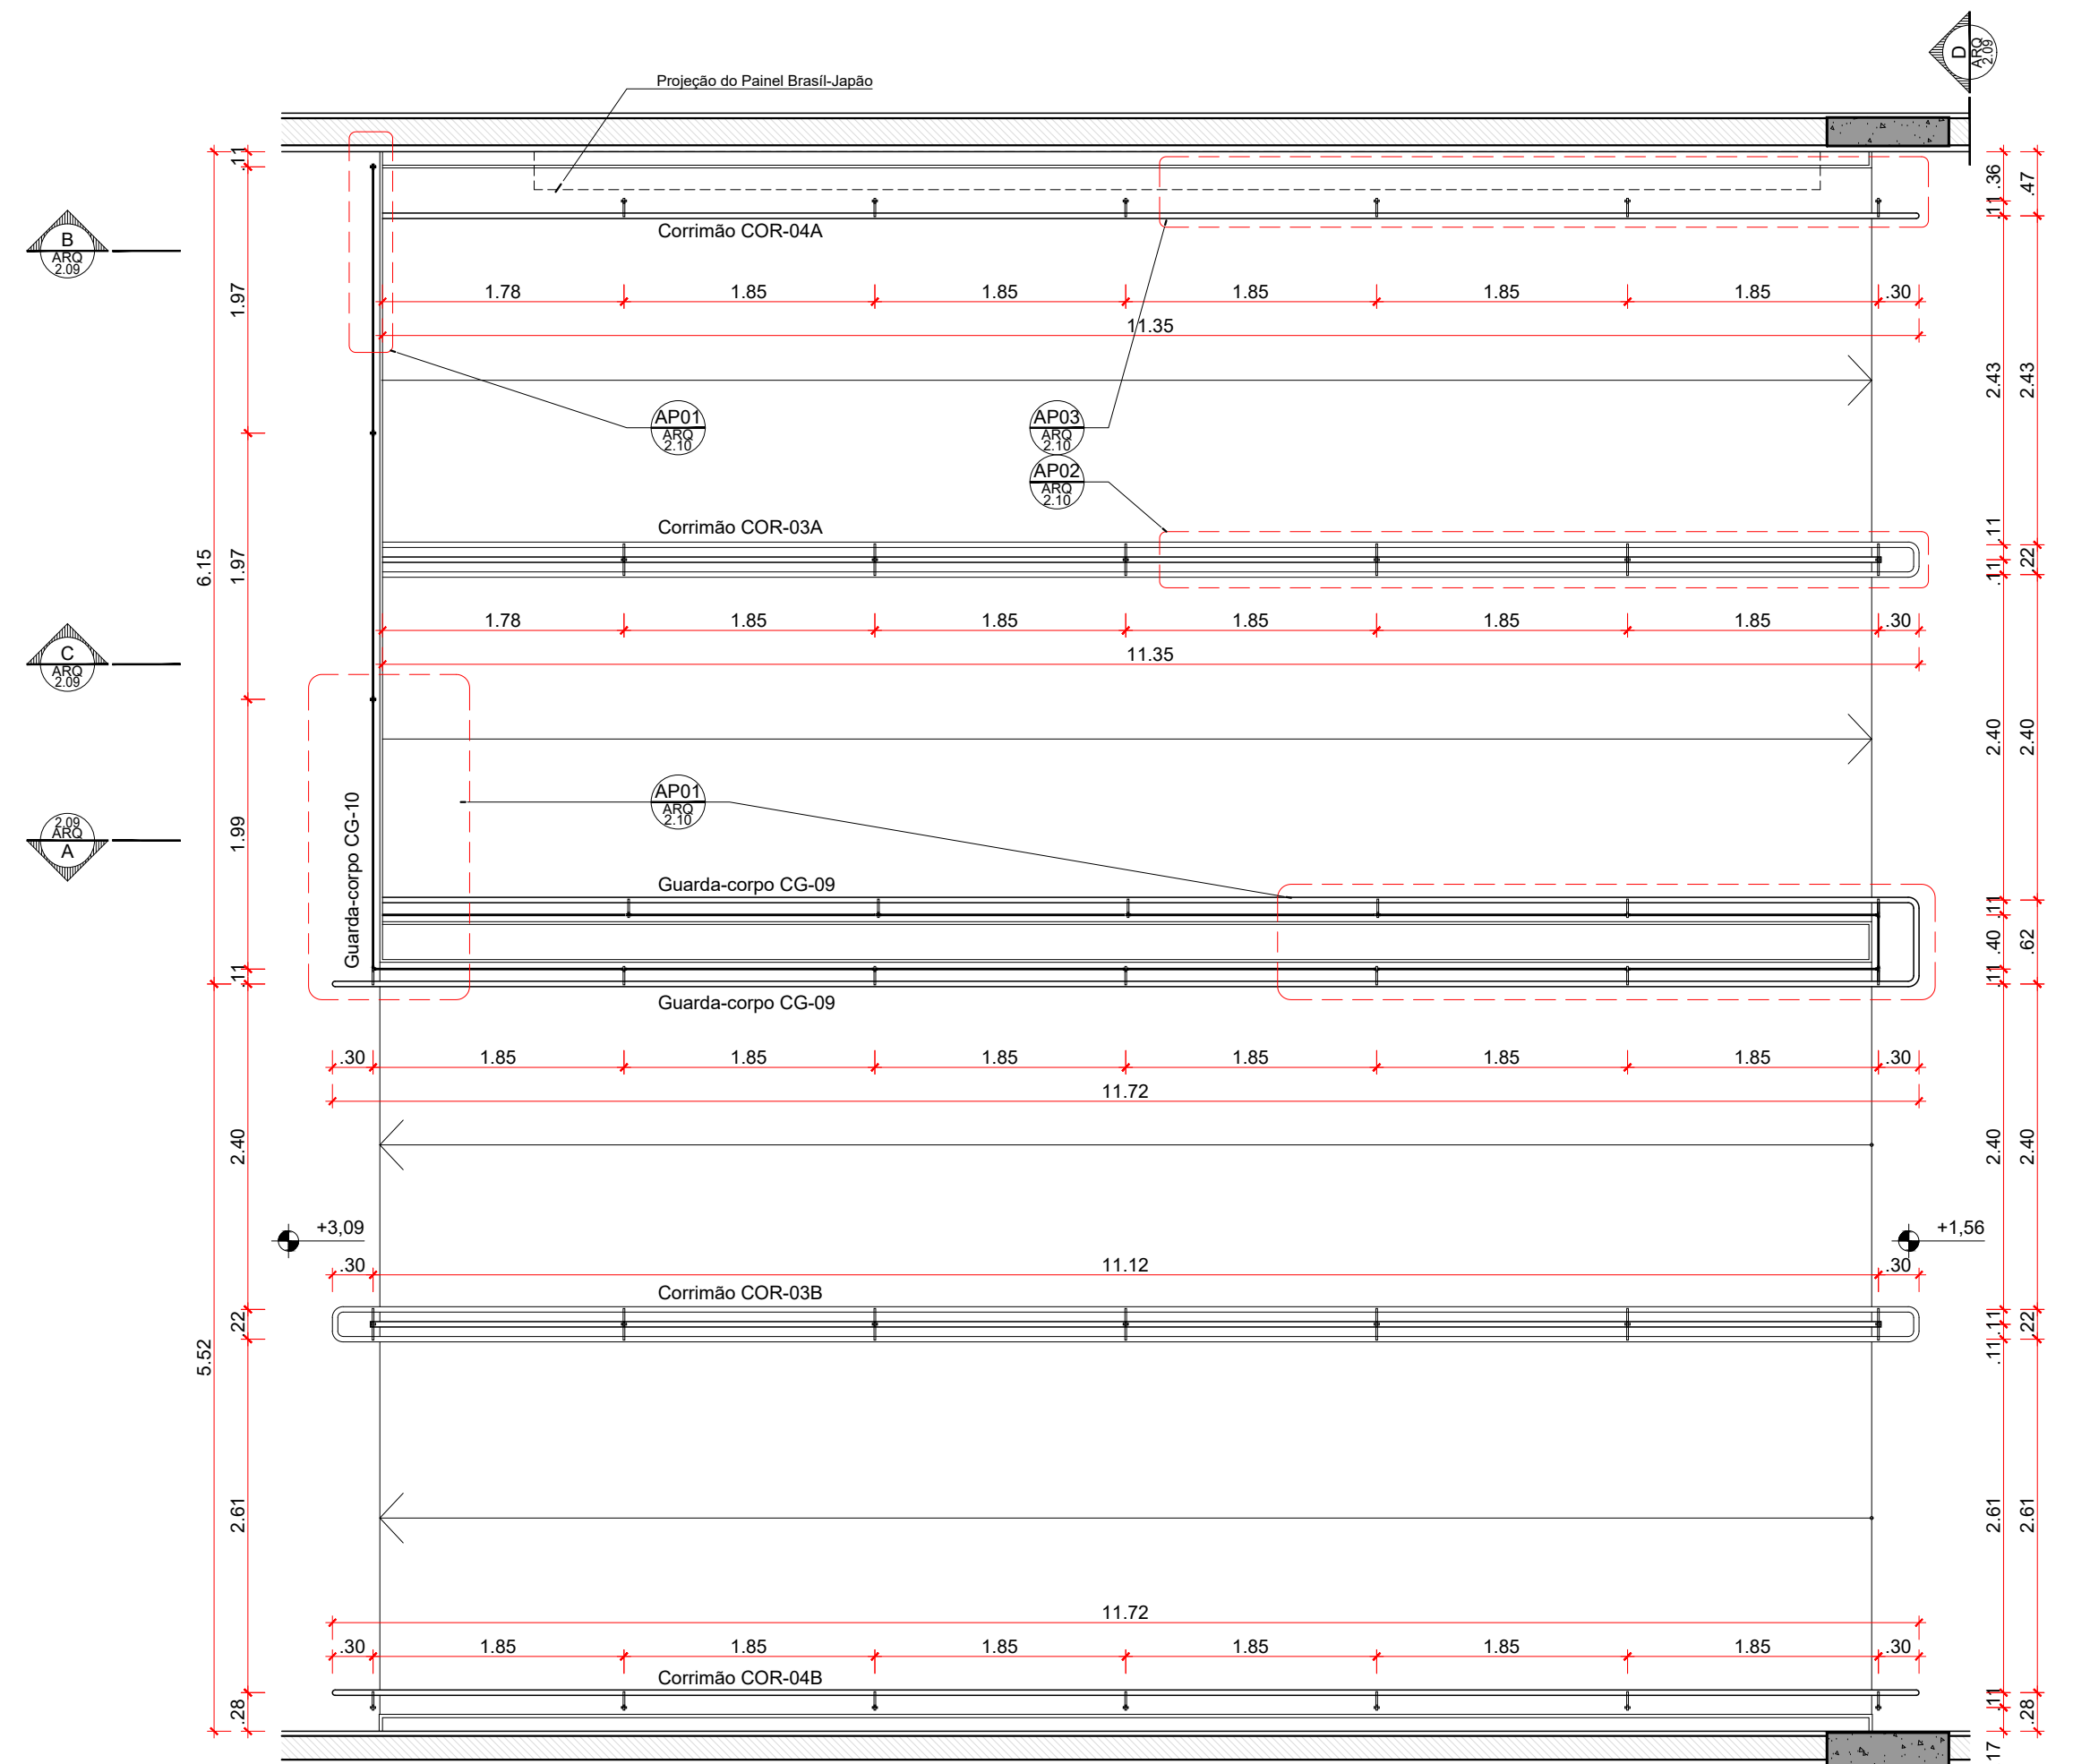 D
ARQ
2.09
Projeção do Painel Brasíl-Japão
.11
.36
.47
.11
B
ARQ
2.09
Corrimão COR-04A
1.97
1.78 1.85 1.85 1.85 1.85 1.85 .30
11.35
2.43 2.43
AP01
ARQ
2.10
AP03
ARQ
2.10
AP02
ARQ
2.10
Corrimão COR-03A
6.15
1.97
.11
.22
.11
1.78 1.85 1.85 1.85 1.85 1.85 .30
11.35
C
ARQ
2.09
2.40 2.40
AP01
ARQ
2.10
2.09
ARQ
A
1.99
Guarda-corpo CG-10
Guarda-corpo CG-09
.11
.40
.62
.11
.11
Guarda-corpo CG-09
.30 1.85 1.85 1.85 1.85 1.85 1.85 .30
11.72
2.40
2.40 2.40
+3,09
+1,56
.30 11.12 .30
Corrimão COR-03B
.22
.11
.22
.11
5.52
2.61
2.61 2.61
11.72
.30 1.85 1.85 1.85 1.85 1.85 1.85 .30
Corrimão COR-04B
.28
.11
.28
17